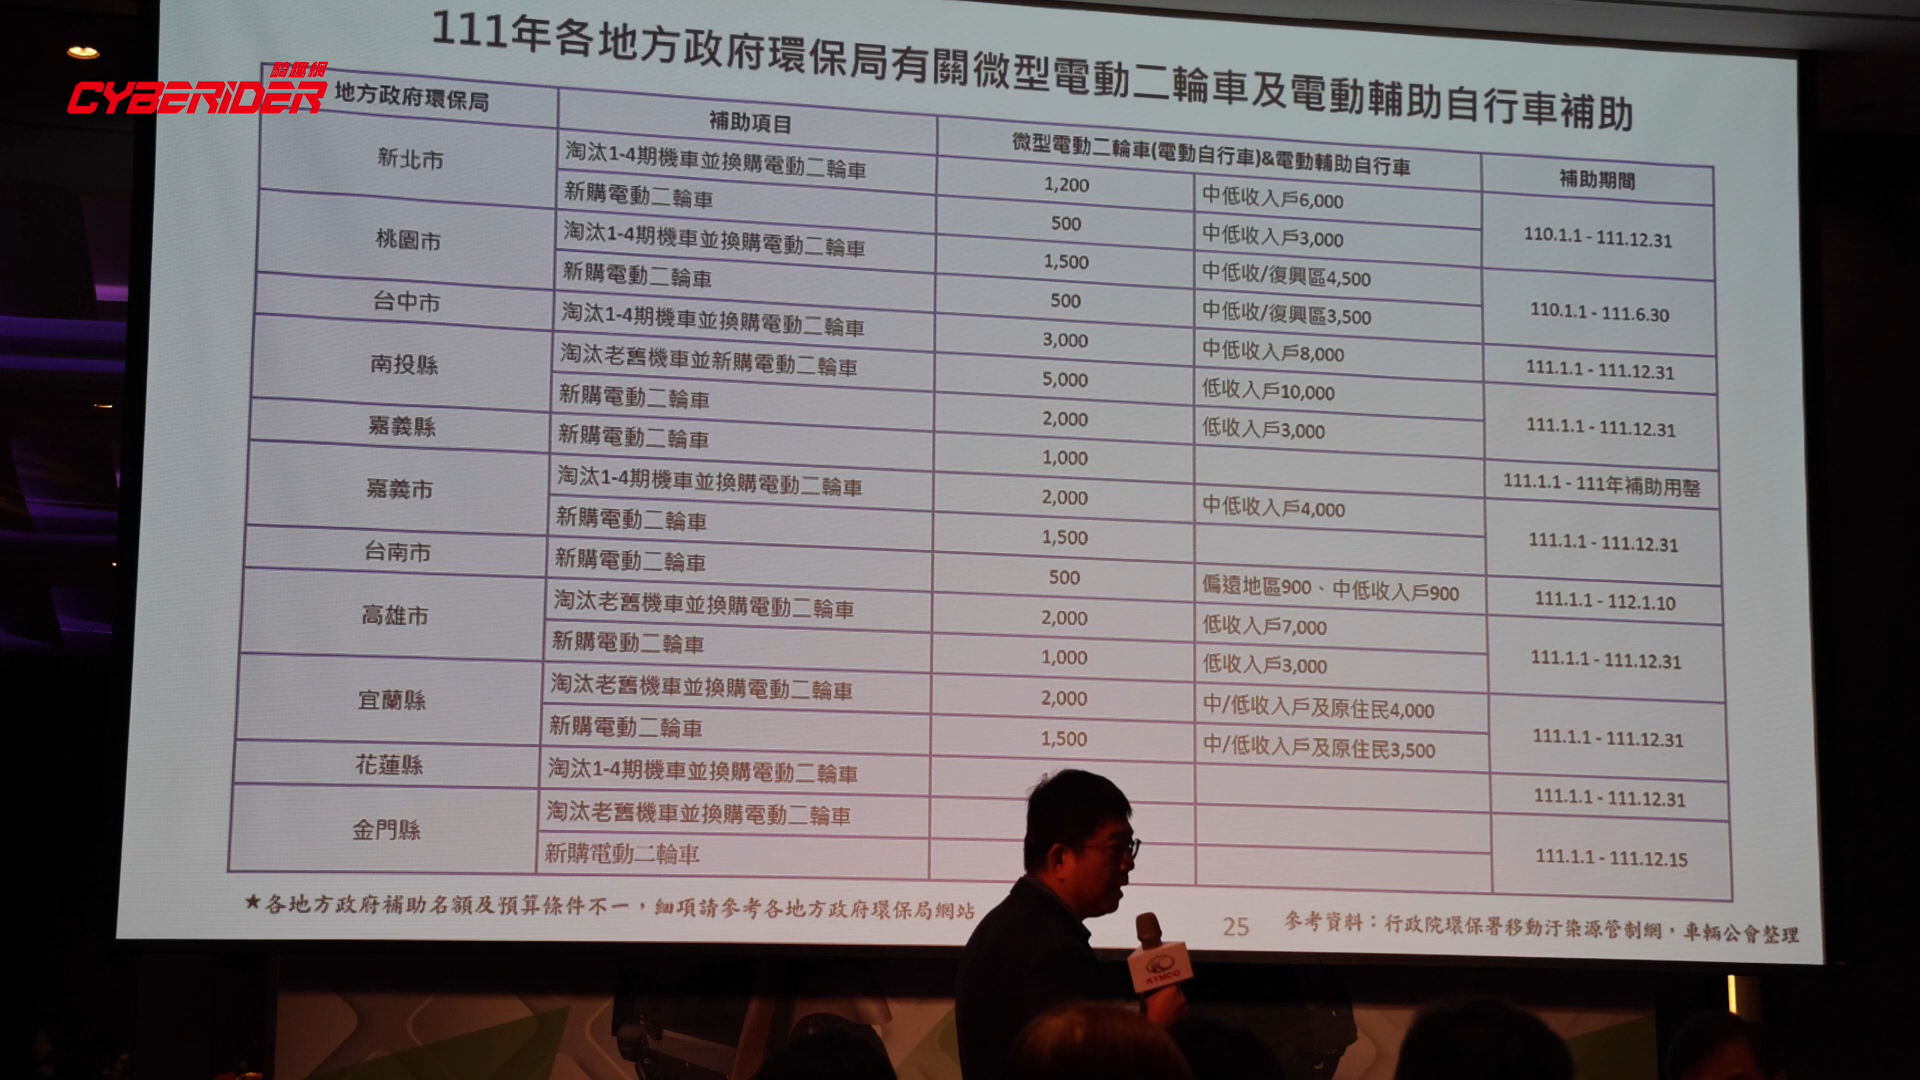 111年各地方政府環保局有關微型電動二輪車及電動輔助自行車補助
騎趣網
CYBERIDER
地方政府環保局 補助項目 微型電動二輪車(電動自行車)&電動輔助自行車 補助期間
新北市 淘汰1-4期機車並換購電動二輪車 1,200 中低收入戶6,000 110.1.1 - 111.12.31
新購電動二輪車 500 中低收入戶3,000
桃園市 淘汰1-4期機車並換購電動二輪車 1,500 中低收/復興區4,500 110.1.1 - 111.6.30
新購電動二輪車 500 中低收/復興區3,500
台中市 淘汰1-4期機車並換購電動二輪車 3,000 中低收入戶8,000 111.1.1 - 111.12.31
南投縣 淘汰老舊機車並新購電動二輪車 5,000 低收入戶10,000 111.1.1 - 111.12.31
新購電動二輪車 2,000 低收入戶3,000
嘉義縣 新購電動二輪車 1,000 111.1.1 - 111年補助用罄
嘉義市 淘汰1-4期機車並換購電動二輪車 2,000 中低收入戶4,000 111.1.1 - 111.12.31
新購電動二輪車 1,500
台南市 新購電動二輪車 500 偏遠地區900、中低收入戶900 111.1.1 - 112.1.10
高雄市 淘汰老舊機車並換購電動二輪車 2,000 低收入戶7,000 111.1.1 - 111.12.31
新購電動二輪車 1,000 低收入戶3,000
宜蘭縣 淘汰老舊機車並換購電動二輪車 2,000 中/低收入戶及原住民4,000 111.1.1 - 111.12.31
新購電動二輪車 1,500 中/低收入戶及原住民3,500
花蓮縣 淘汰1-4期機車並換購電動二輪車 111.1.1 - 111.12.31
金門縣 淘汰老舊機車並換購電動二輪車 111.1.1 - 111.12.15
新購電動二輪車
★各地方政府補助名額及預算條件不一，細項請參考各地方政府環保局網站
25 參考資料：行政院環保署移動汙染源管制網，車輛公會整理
KYMCO